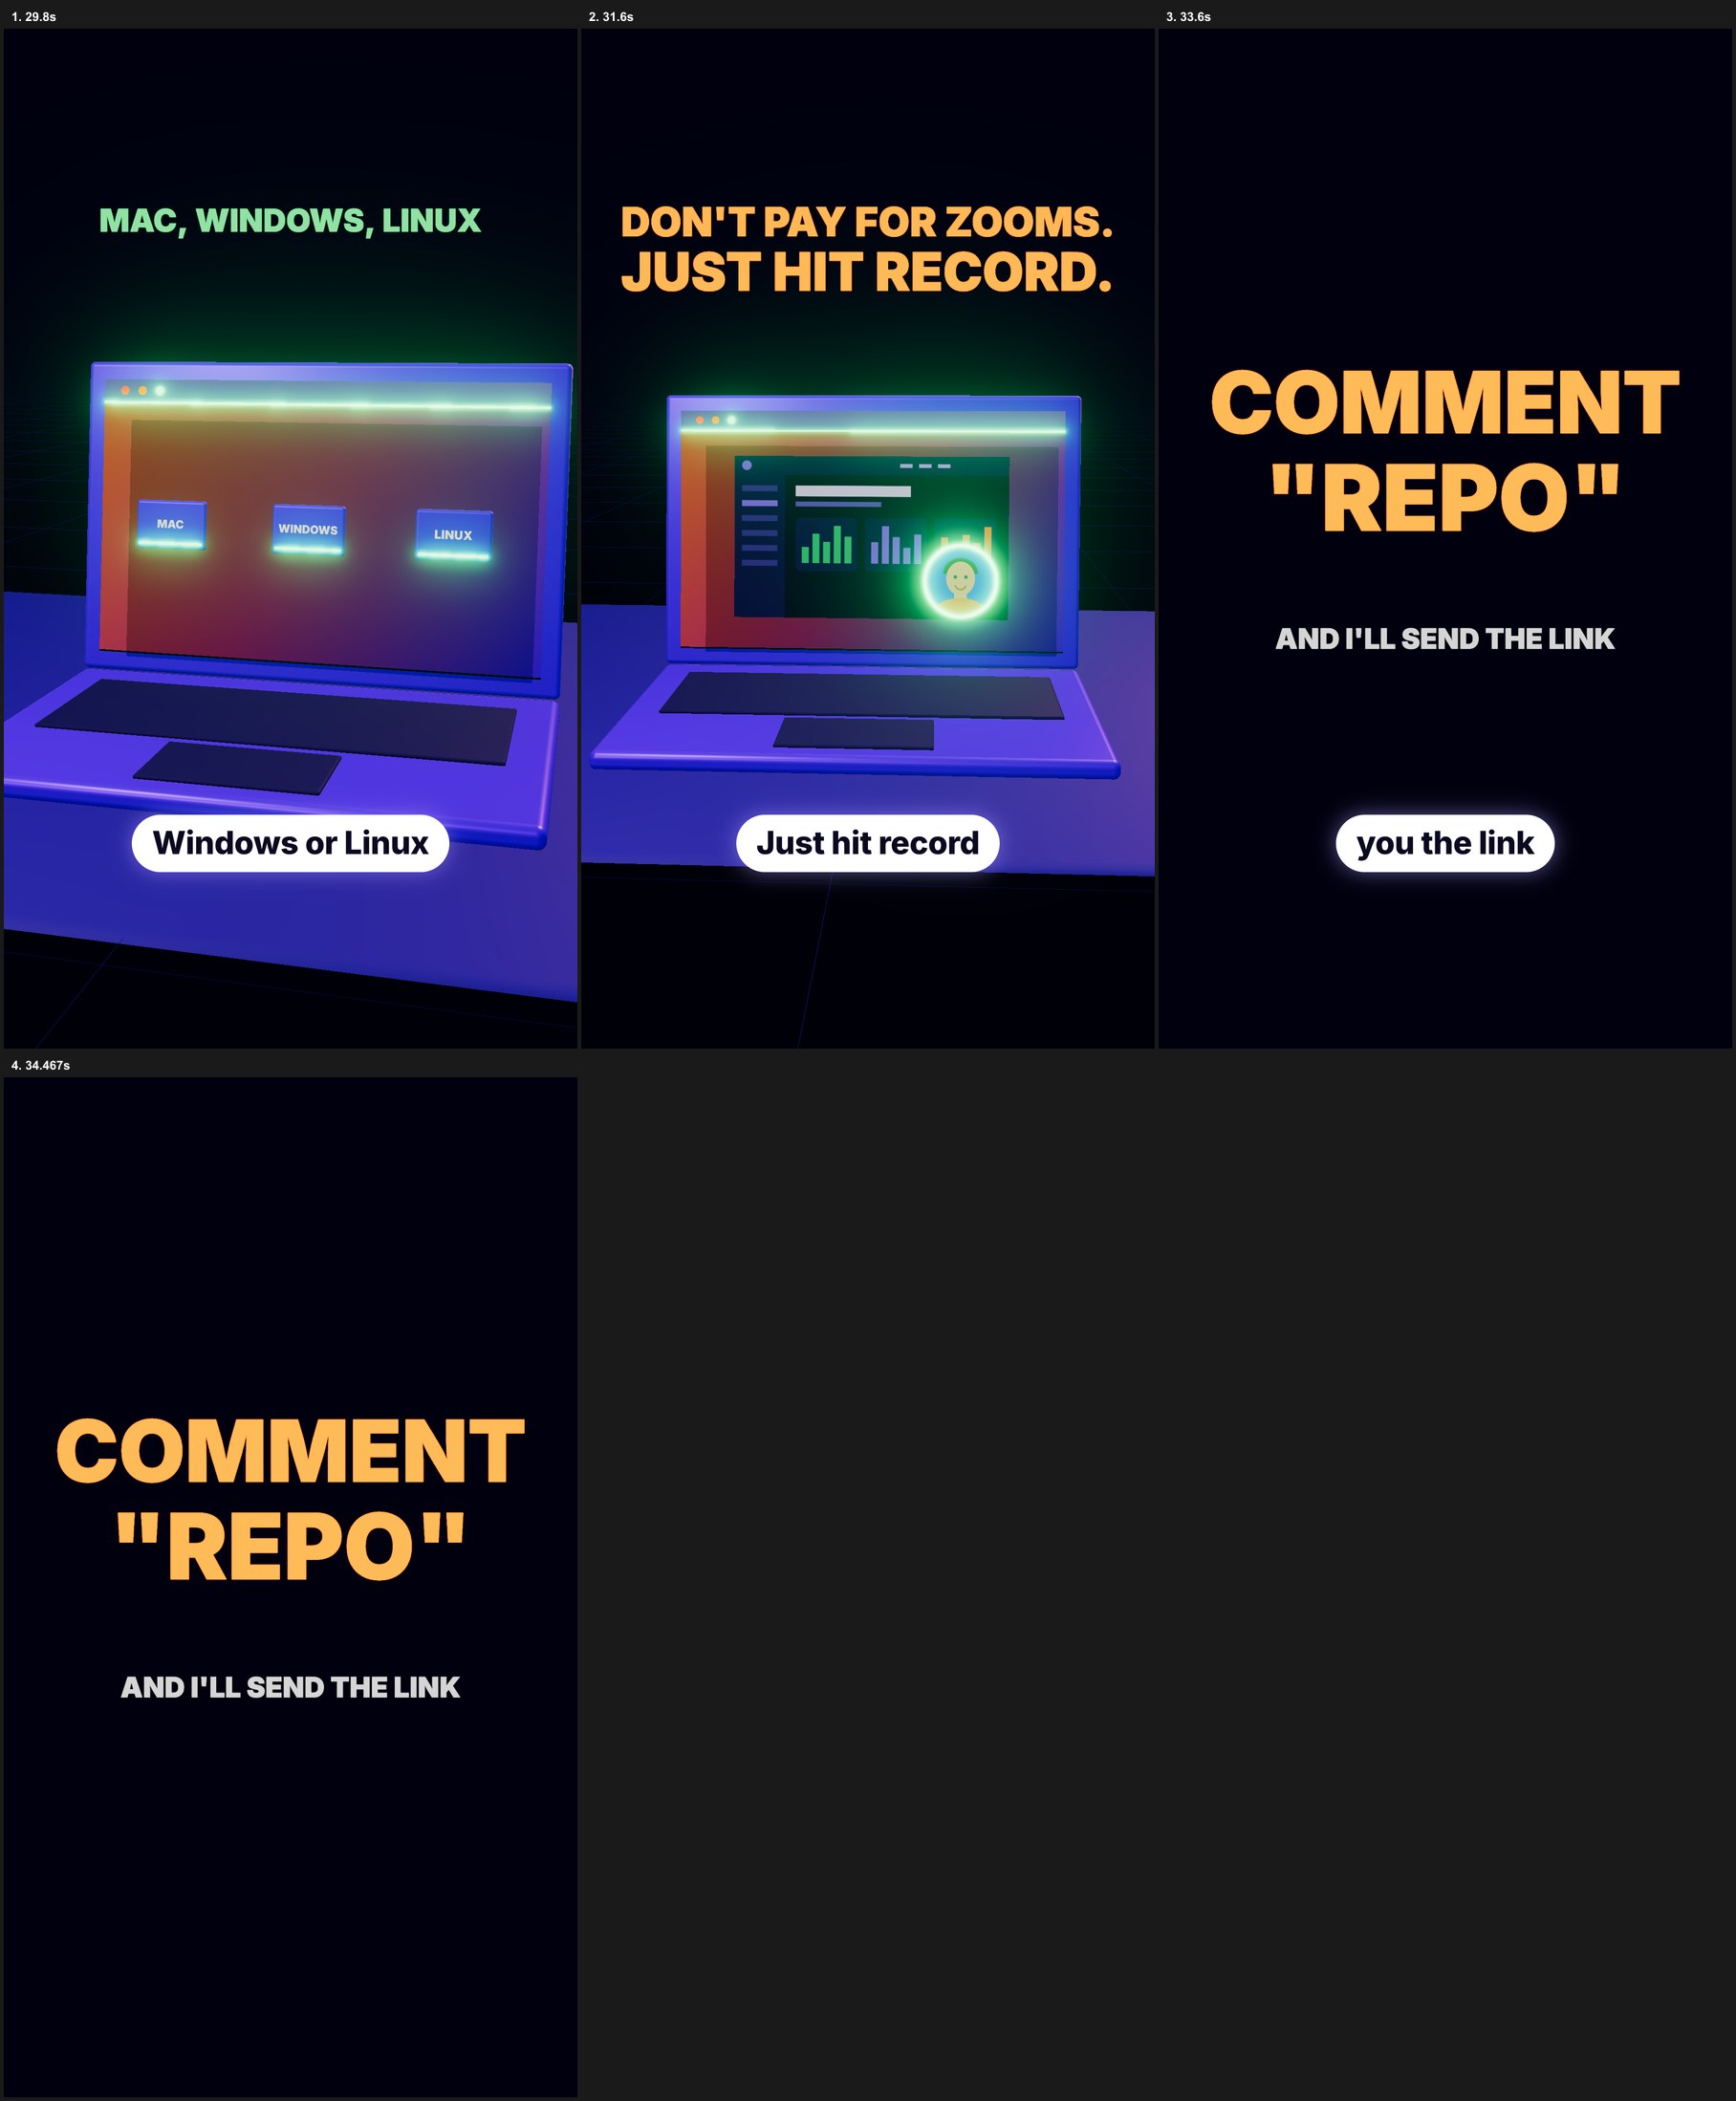 1. 29.8s
MAC, WINDOWS, LINUX
MAC
WINDOWS
LINUX
Windows or Linux
2. 31.6s
DON'T PAY FOR ZOOMS.
JUST HIT RECORD.
Just hit record
3. 33.6s
COMMENT
"REPO"
AND I'LL SEND THE LINK
you the link
4. 34.467s
COMMENT
"REPO"
AND I'LL SEND THE LINK